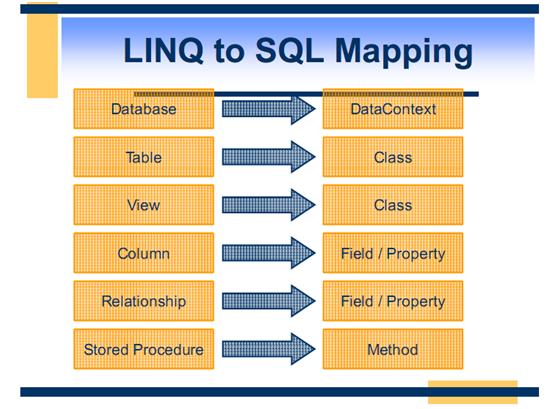 LINQ to SQL Mapping
Database DataContext
Table Class
View Class
Column Field / Property
Relationship Field / Property
Stored Procedure Method